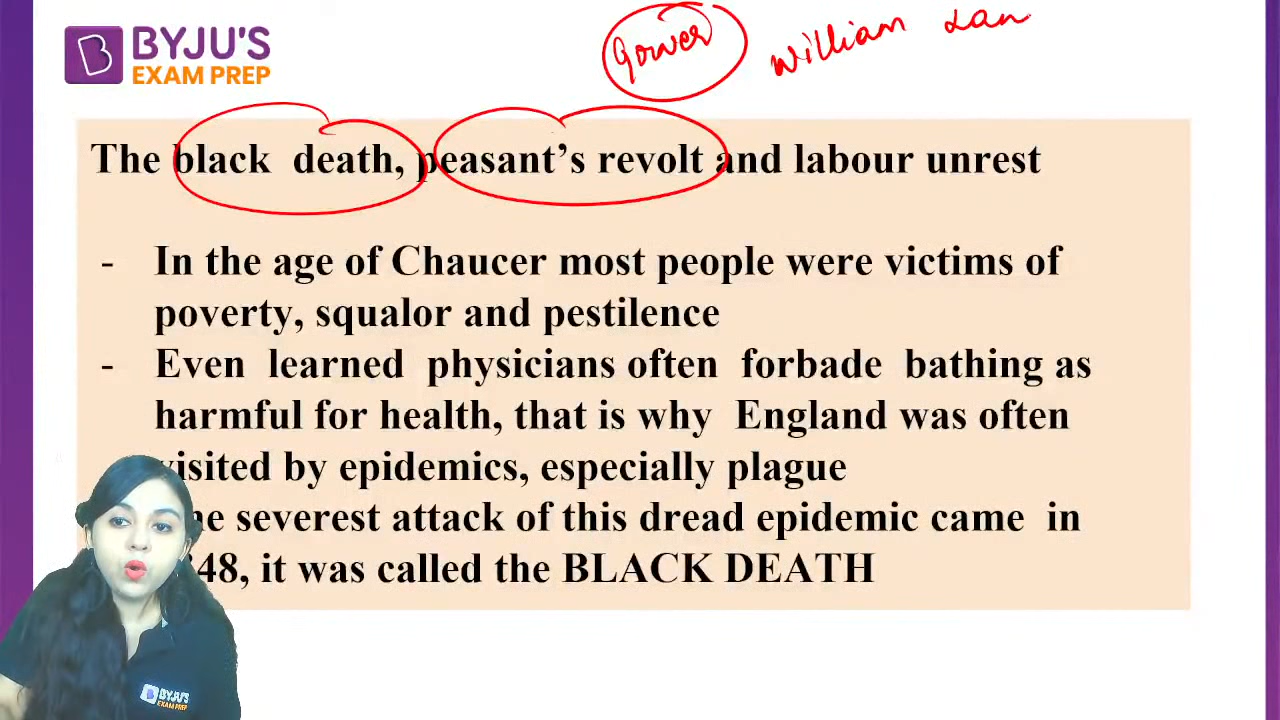 BYJU'S
EXAM PREP
Gower
William Lan
The black death, peasant's revolt and labour unrest
- In the age of Chaucer most people were victims of
poverty, squalor and pestilence
- Even learned physicians often forbade bathing as
harmful for health, that is why England was often
visited by epidemics, especially plague
severest attack of this dread epidemic came in
48, it was called the BLACK DEATH
BYJU'S
EXAM PREP